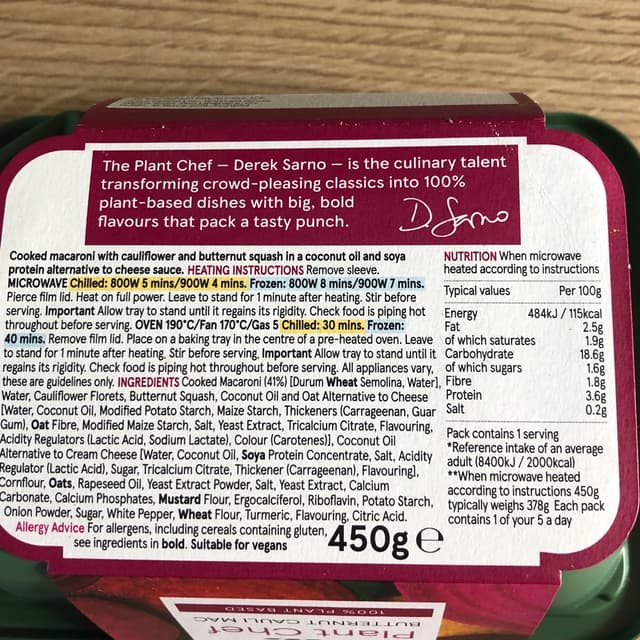 The Plant Chef – Derek Sarno – is the culinary talent
transforming crowd-pleasing classics into 100%
plant-based dishes with big, bold
flavours that pack a tasty punch.
D. Sarno
Cooked macaroni with cauliflower and butternut squash in a coconut oil and soya
protein alternative to cheese sauce. HEATING INSTRUCTIONS Remove sleeve.
MICROWAVE Chilled: 800W 5 mins/900W 4 mins. Frozen: 800W 8 mins/900W 7 mins.
Pierce film lid. Heat on full power. Leave to stand for 1 minute after heating. Stir before
serving. Important Allow tray to stand until it regains its rigidity. Check food is piping hot
throughout before serving. OVEN 190°C/Fan 170°C/Gas 5 Chilled: 30 mins. Frozen:
40 mins. Remove film lid. Place on a baking tray in the centre of a pre-heated oven. Leave
to stand for 1 minute after heating. Stir before serving. Important Allow tray to stand until it
regains its rigidity. Check food is piping hot throughout before serving. All appliances vary,
these are guidelines only. INGREDIENTS Cooked Macaroni (41%) [Durum Wheat Semolina, Water],
Water, Cauliflower Florets, Butternut Squash, Coconut Oil and Oat Alternative to Cheese
[Water, Coconut Oil, Modified Potato Starch, Maize Starch, Thickeners (Carrageenan, Guar
Gum), Oat Fibre, Modified Maize Starch, Salt, Yeast Extract, Tricalcium Citrate, Flavouring,
Acidity Regulators (Lactic Acid, Sodium Lactate), Colour (Carotenes)], Coconut Oil
Alternative to Cream Cheese [Water, Coconut Oil, Soya Protein Concentrate, Salt, Acidity
Regulator (Lactic Acid), Sugar, Tricalcium Citrate, Thickener (Carrageenan), Flavouring],
Cornflour, Oats, Rapeseed Oil, Yeast Extract Powder, Salt, Yeast Extract, Calcium
Carbonate, Calcium Phosphates, Mustard Flour, Ergocalciferol, Riboflavin, Potato Starch,
Onion Powder, Sugar, White Pepper, Wheat Flour, Turmeric, Flavouring, Citric Acid.
Allergy Advice For allergens, including cereals containing gluten,
see ingredients in bold. Suitable for vegans
450g e
NUTRITION When microwave
heated according to instructions
Typical values Per 100g
Energy 484kJ / 115kcal
Fat 2.5g
of which saturates 1.9g
Carbohydrate 18.6g
of which sugars 1.6g
Fibre 1.8g
Protein 3.6g
Salt 0.2g
Pack contains 1 serving
*Reference intake of an average
adult (8400kJ / 2000kcal)
**When microwave heated
according to instructions 450g
typically weighs 378g Each pack
contains 1 of your 5 a day
100% PLANT BASED
BUTTERNUT CAULI MAC
Plant Chef